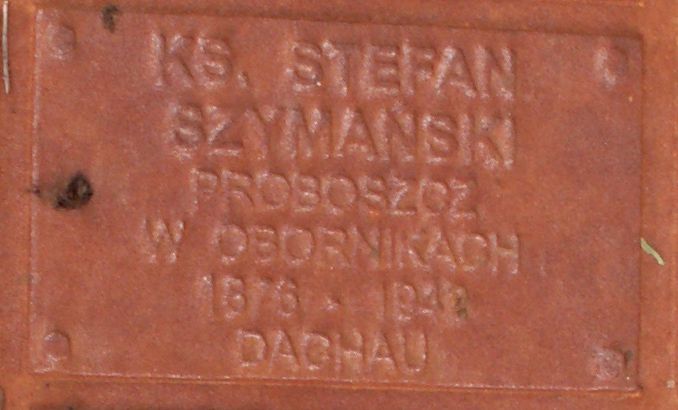 KS. STEFAN
SZYMAŃSKI
PROBOSZCZ
W OBORNIKACH
1876 -
DACHAU